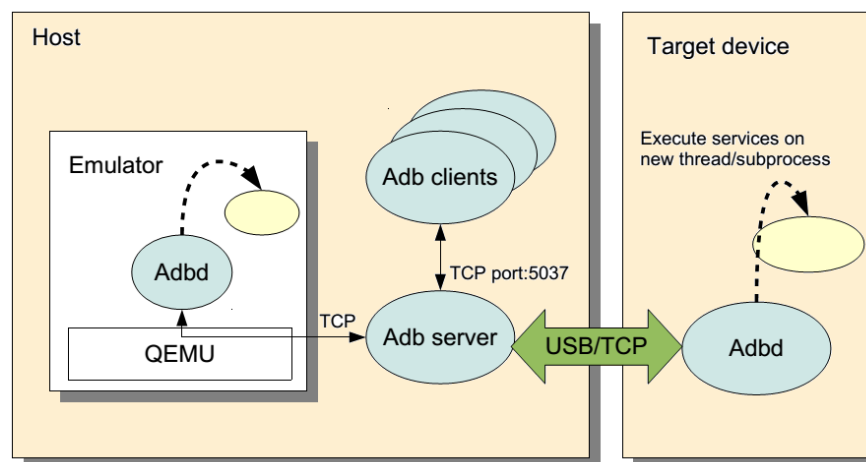 Host
Target device
Execute services on
new thread/subprocess
Emulator
Adb clients
Adbd
TCP port:5037
TCP
QEMU
Adb server
USB/TCP
Adbd